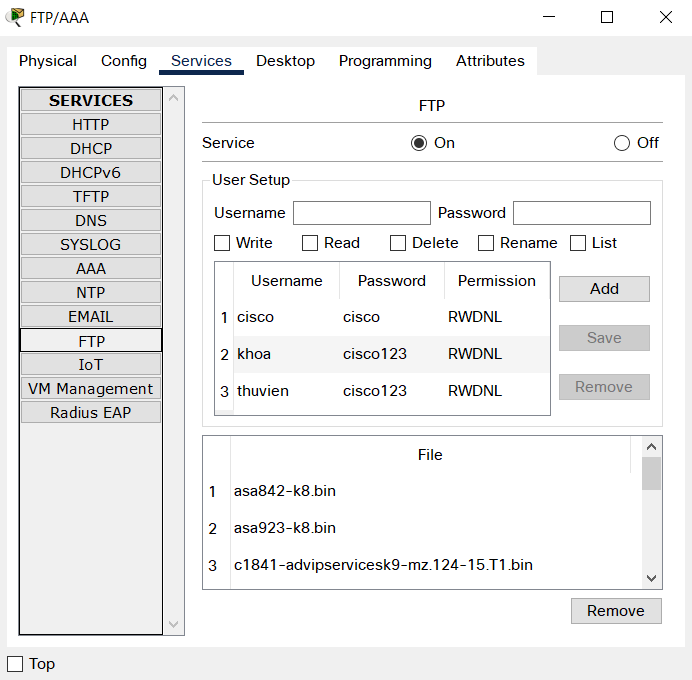 FTP/AAA
Physical Config Services Desktop Programming Attributes
SERVICES
HTTP
DHCP
DHCPv6
TFTP
DNS
SYSLOG
AAA
NTP
EMAIL
FTP
IoT
VM Management
Radius EAP
FTP
Service On Off
User Setup
Username Password
Write Read Delete Rename List
Username Password Permission
1 cisco cisco RWDNL
2 khoa cisco123 RWDNL
3 thuvien cisco123 RWDNL
Add
Save
Remove
File
1 asa842-k8.bin
2 asa923-k8.bin
3 c1841-advipservicesk9-mz.124-15.T1.bin
Remove
Top